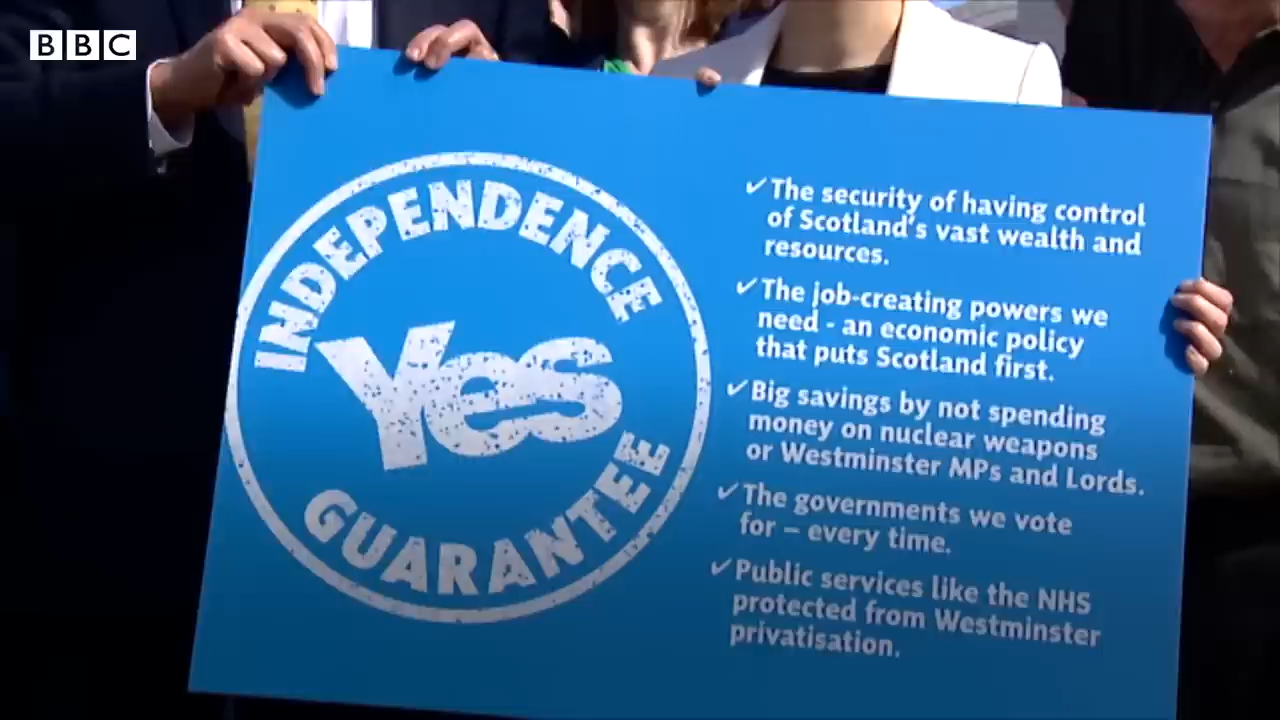 BBC
INDEPENDENCE
Yes
GUARANTEE
✓ The security of having control
of Scotland's vast wealth and
resources.
✓ The job-creating powers we
need - an economic policy
that puts Scotland first.
✓ Big savings by not spending
money on nuclear weapons
or Westminster MPs and Lords.
✓ The governments we vote
for – every time.
✓ Public services like the NHS
protected from Westminster
privatisation.